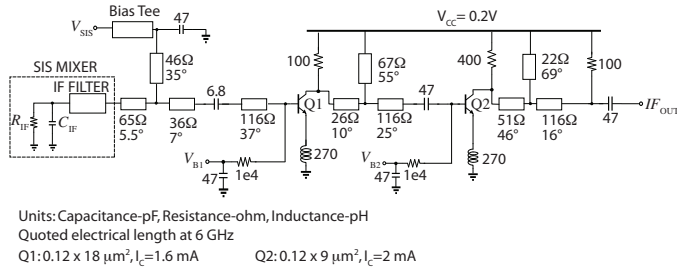 Bias Tee
V_SIS
47
V_CC = 0.2V
46Ω
35°
100
67Ω
55°
400
22Ω
69°
100
SIS MIXER
IF FILTER
R_IF
C_IF
65Ω
5.5°
36Ω
7°
6.8
116Ω
37°
Q1
26Ω
10°
116Ω
25°
47
Q2
51Ω
46°
116Ω
16°
47
IF_OUT
270
270
V_B1
47
1e4
V_B2
47
1e4
Units: Capacitance-pF, Resistance-ohm, Inductance-pH
Quoted electrical length at 6 GHz
Q1: 0.12 x 18 μm², I_C=1.6 mA
Q2: 0.12 x 9 μm², I_C=2 mA